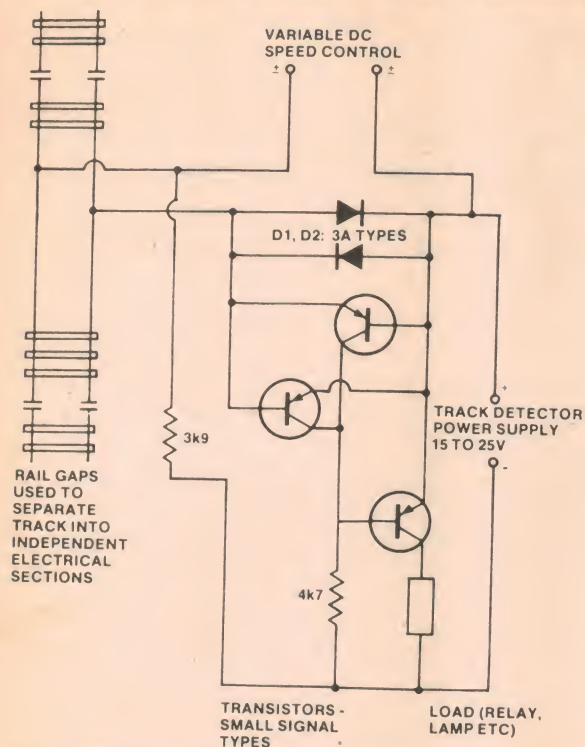 VARIABLE DC
SPEED CONTROL
± ±
D1, D2: 3A TYPES
+
TRACK DETECTOR
POWER SUPPLY
15 TO 25V
-
3k9
RAIL GAPS
USED TO
SEPARATE
TRACK INTO
INDEPENDENT
ELECTRICAL
SECTIONS
4k7
TRANSISTORS -
SMALL SIGNAL
TYPES
LOAD (RELAY,
LAMP ETC)